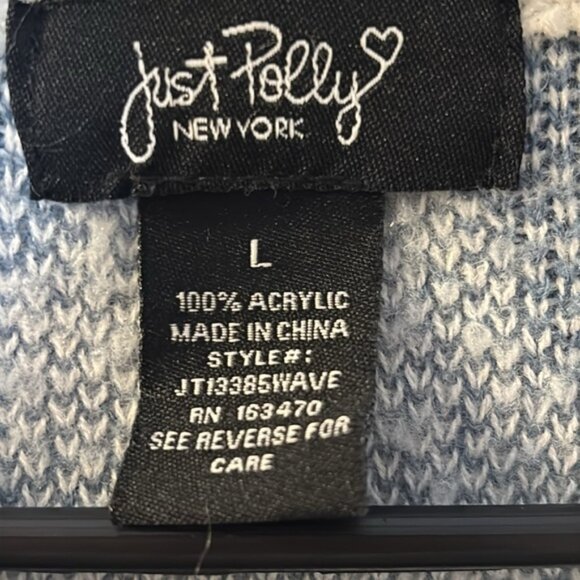 Just Polly
NEW YORK
L
100% ACRYLIC
MADE IN CHINA
STYLE#:
JT13385WAVE
RN 163470
SEE REVERSE FOR
CARE